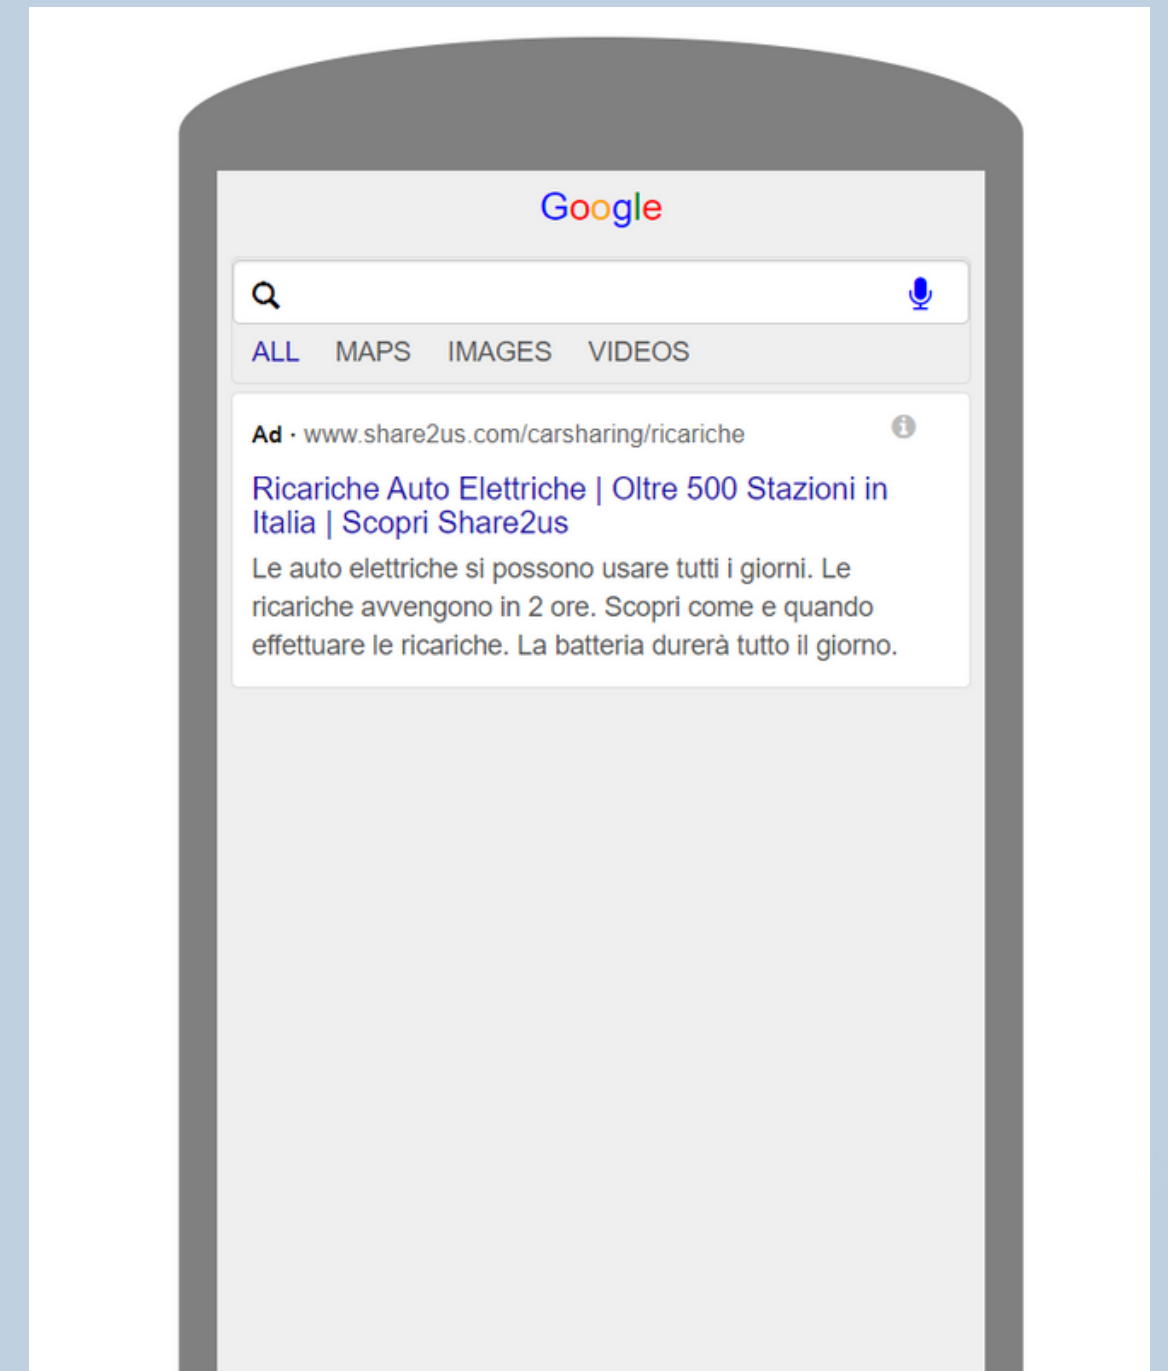 Google
ALL MAPS IMAGES VIDEOS
Ad · www.share2us.com/carsharing/ricariche
Ricariche Auto Elettriche | Oltre 500 Stazioni in
Italia | Scopri Share2us
Le auto elettriche si possono usare tutti i giorni. Le
ricariche avvengono in 2 ore. Scopri come e quando
effettuare le ricariche. La batteria durerà tutto il giorno.